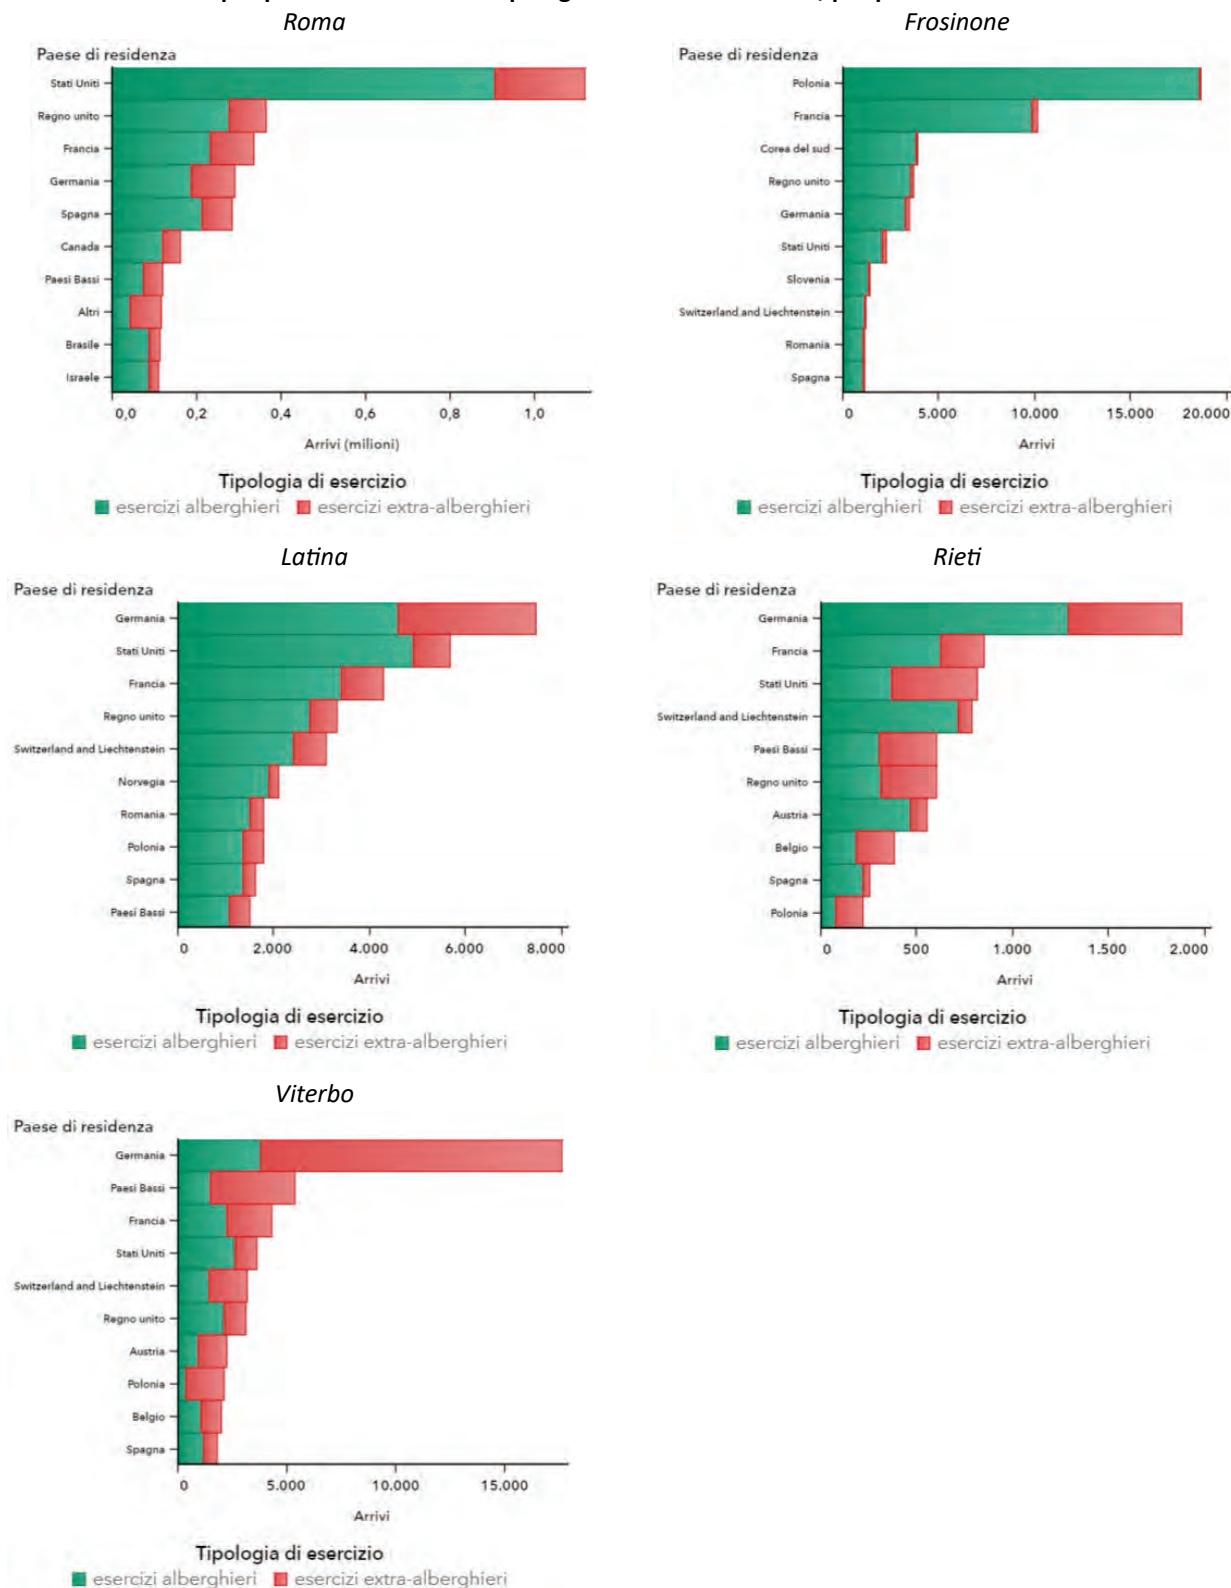 Roma
Paese di residenza
Stati Uniti
Regno unito
Francia
Germania
Spagna
Canada
Paesi Bassi
Altri
Brasile
Israele
0,0 0,2 0,4 0,6 0,8 1,0
Arrivi (milioni)
Tipologia di esercizio
esercizi alberghieri esercizi extra-alberghieri
Frosinone
Paese di residenza
Polonia
Francia
Corea del sud
Regno unito
Germania
Stati Uniti
Slovenia
Switzerland and Liechtenstein
Romania
Spagna
0 5.000 10.000 15.000 20.000
Arrivi
Tipologia di esercizio
esercizi alberghieri esercizi extra-alberghieri
Latina
Paese di residenza
Germania
Stati Uniti
Francia
Regno unito
Switzerland and Liechtenstein
Norvegia
Romania
Polonia
Spagna
Paesi Bassi
0 2.000 4.000 6.000 8.000
Arrivi
Tipologia di esercizio
esercizi alberghieri esercizi extra-alberghieri
Rieti
Paese di residenza
Germania
Francia
Stati Uniti
Switzerland and Liechtenstein
Paesi Bassi
Regno unito
Austria
Belgio
Spagna
Polonia
0 500 1.000 1.500 2.000
Arrivi
Tipologia di esercizio
esercizi alberghieri esercizi extra-alberghieri
Viterbo
Paese di residenza
Germania
Paesi Bassi
Francia
Stati Uniti
Switzerland and Liechtenstein
Regno unito
Austria
Polonia
Belgio
Spagna
0 5.000 10.000 15.000
Arrivi
Tipologia di esercizio
esercizi alberghieri esercizi extra-alberghieri